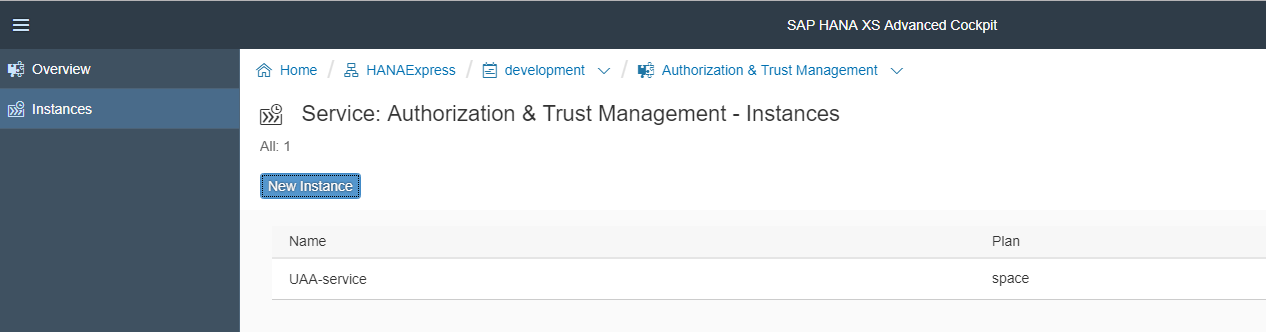 SAP HANA XS Advanced Cockpit
Overview
Instances
Home / HANAExpress / development / Authorization & Trust Management
Service: Authorization & Trust Management - Instances
All: 1
New Instance
Name Plan
UAA-service space